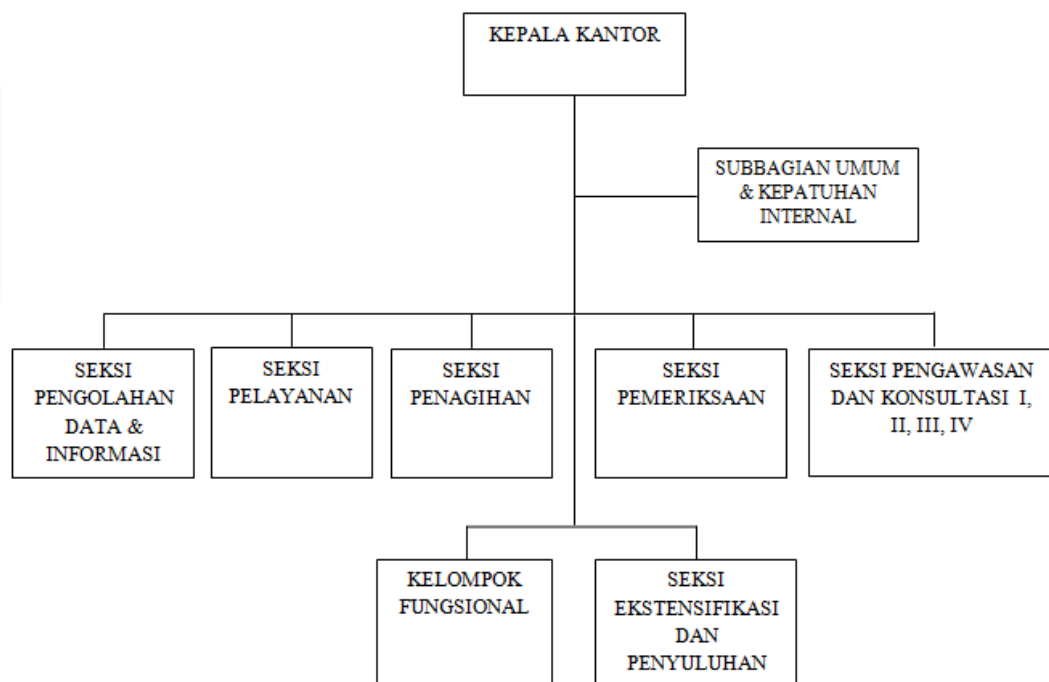 KEPALA KANTOR
SUBBAGIAN UMUM
& KEPATUHAN
INTERNAL
SEKSI
PENGOLAHAN
DATA &
INFORMASI
SEKSI
PELAYANAN
SEKSI
PENAGIHAN
SEKSI
PEMERIKSAAN
SEKSI PENGAWASAN
DAN KONSULTASI I,
II, III, IV
KELOMPOK
FUNGSIONAL
SEKSI
EKSTENSIFIKASI
DAN
PENYULUHAN